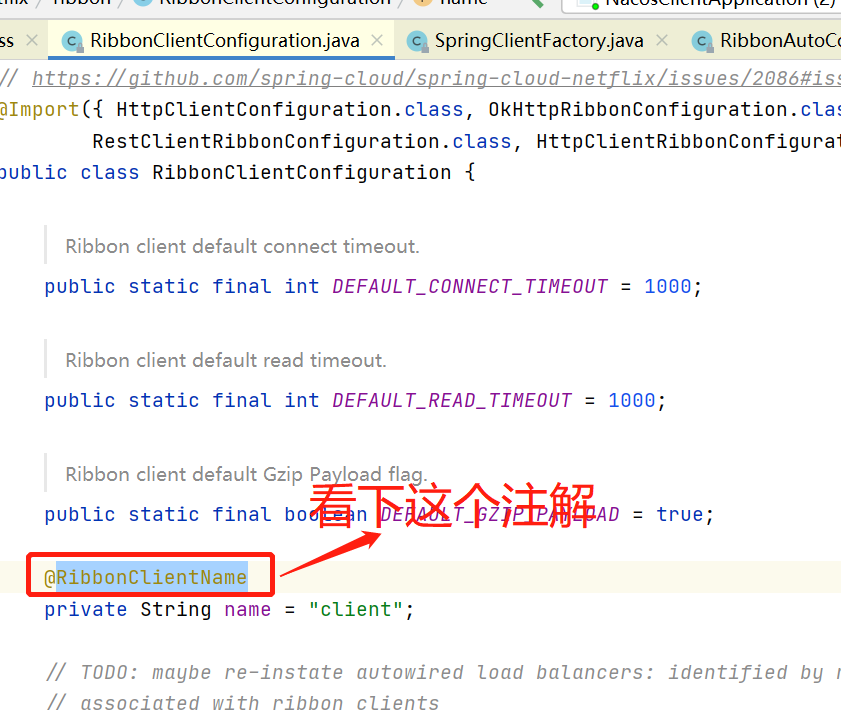 ribbon RibbonClientConfiguration name NacosClientApplication (2)
ss RibbonClientConfiguration.java SpringClientFactory.java RibbonAutoCo
// https://github.com/spring-cloud/spring-cloud-netflix/issues/2086#iss
@Import({ HttpClientConfiguration.class, OkHttpRibbonConfiguration.clas
RestClientRibbonConfiguration.class, HttpClientRibbonConfigurat
public class RibbonClientConfiguration {
Ribbon client default connect timeout.
public static final int DEFAULT_CONNECT_TIMEOUT = 1000;
Ribbon client default read timeout.
public static final int DEFAULT_READ_TIMEOUT = 1000;
Ribbon client default Gzip Payload flag.
看下这个注解
public static final boolean DEFAULT_GZIP_PAYLOAD = true;
@RibbonClientName
private String name = "client";
// TODO: maybe re-instate autowired load balancers: identified by n
// associated with ribbon clients